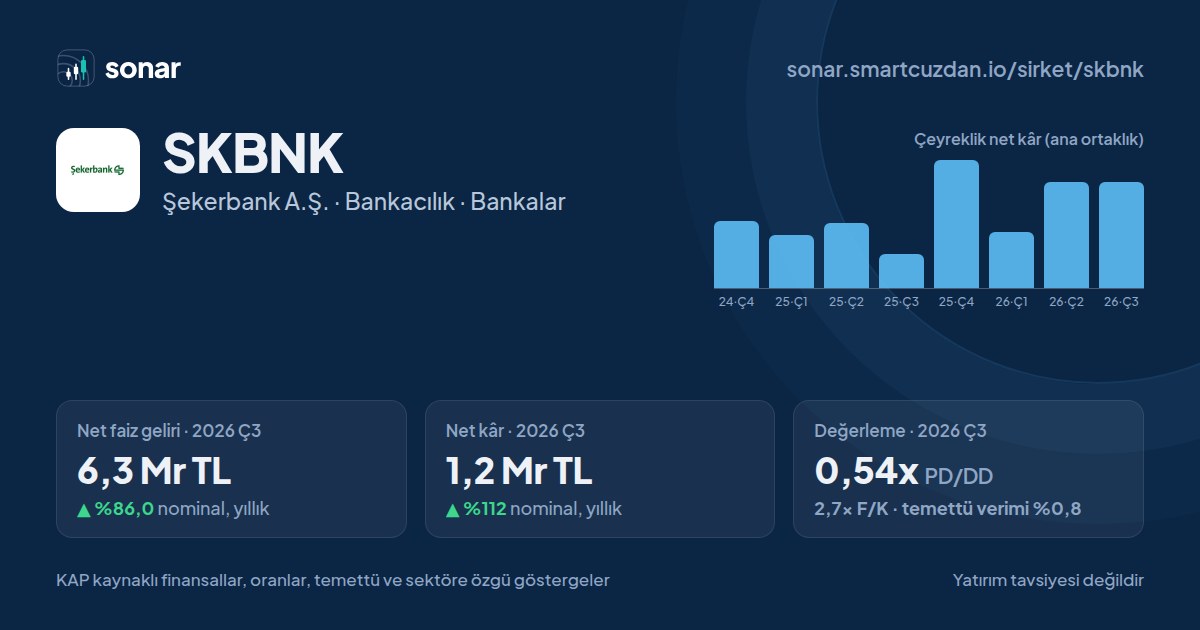 sonar
sonar.smartcuzdan.io/sirket/skbnk
Şekerbank
SKBNK
Şekerbank A.Ş. · Bankacılık · Bankalar
Çeyreklik net kâr (ana ortaklık)
24·Ç4 25·Ç1 25·Ç2 25·Ç3 25·Ç4 26·Ç1 26·Ç2 26·Ç3
Net faiz geliri · 2026 Ç3
6,3 Mr TL
▲ %86,0 nominal, yıllık
Net kâr · 2026 Ç3
1,2 Mr TL
▲ %112 nominal, yıllık
Değerleme · 2026 Ç3
0,54x PD/DD
2,7× F/K · temettü verimi %0,8
KAP kaynaklı finansallar, oranlar, temettü ve sektöre özgü göstergeler
Yatırım tavsiyesi değildir